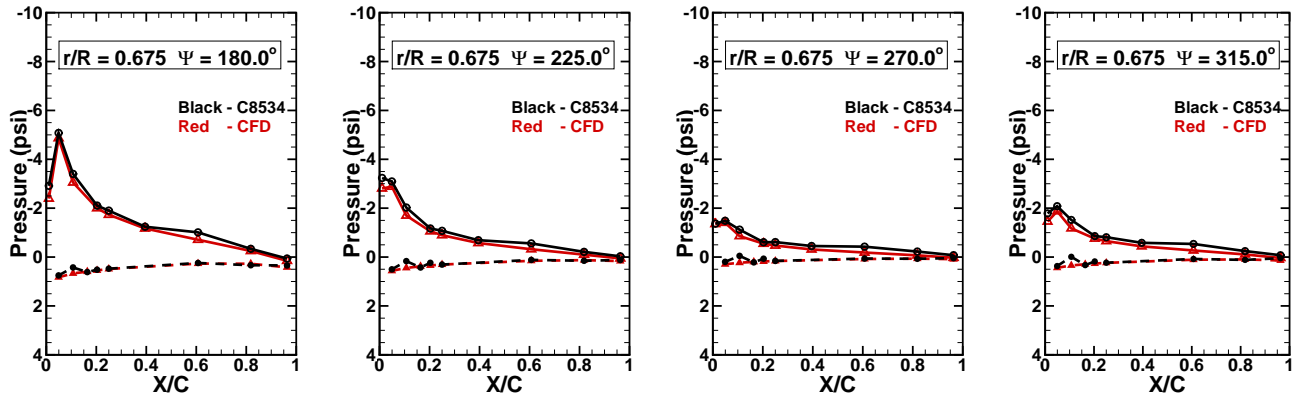 -10
-8
-6
-4
-2
0
2
4
Pressure (psi)
r/R = 0.675 Ψ = 180.0°
Black - C8534
Red - CFD
0 0.2 0.4 0.6 0.8 1
X/C
-10
-8
-6
-4
-2
0
2
4
Pressure (psi)
r/R = 0.675 Ψ = 225.0°
Black - C8534
Red - CFD
0 0.2 0.4 0.6 0.8 1
X/C
-10
-8
-6
-4
-2
0
2
4
Pressure (psi)
r/R = 0.675 Ψ = 270.0°
Black - C8534
Red - CFD
0 0.2 0.4 0.6 0.8 1
X/C
-10
-8
-6
-4
-2
0
2
4
Pressure (psi)
r/R = 0.675 Ψ = 315.0°
Black - C8534
Red - CFD
0 0.2 0.4 0.6 0.8 1
X/C